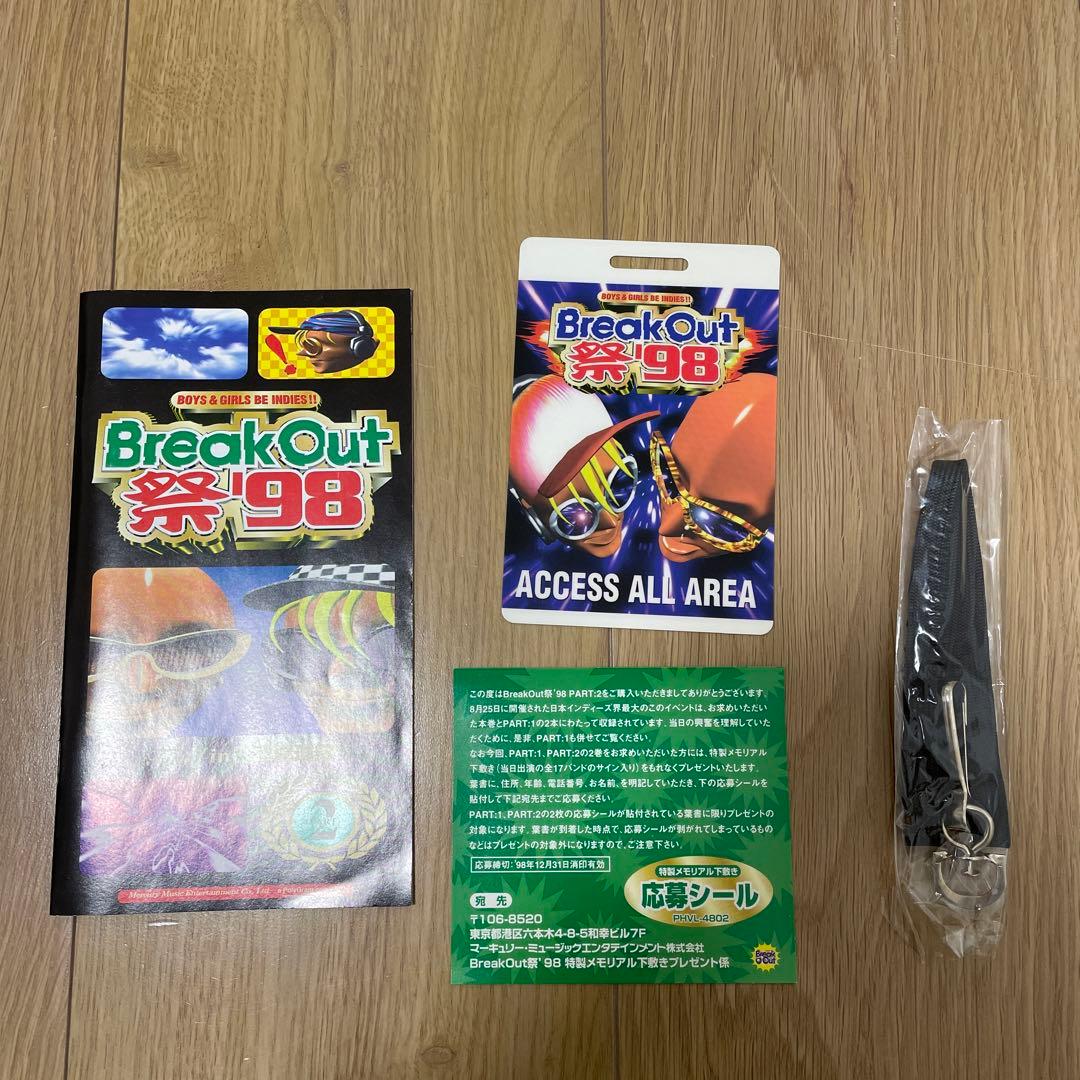 BOYS & GIRLS BE INDIES!!
BreakOut
祭'98
2
Mercury Music Entertainment Co., Ltd.
BOYS & GIRLS BE INDIES!!
BreakOut
祭'98
ACCESS ALL AREA
この度はBreakOut祭'98 PART:2をご購入いただきましてありがとうございます。
8月25日に開催された日本インディーズ界最大のこのイベントは、お求めいただい
た本巻とPART:1の2本にわたって収録されています。当日の興奮を理解していた
だくために、是非、PART:1も併せてご覧ください。
なお今回、PART:1、PART:2の2巻をお求めいただいた方には、特製メモリアル
下敷き(当日出演の全17バンドのサイン入り)をもれなくプレゼントいたします。
葉書に、住所、年齢、電話番号、お名前、を明記していただき、下の応募シールを
貼付して下記宛先までご応募ください。
PART:1、PART:2の2枚の応募シールが貼付されている葉書に限りプレゼントの
対象になります。葉書が到着した時点で、応募シールが剥がれてしまっているもの
などはプレゼントの対象外になりますので、ご注意下さい。
応募締切:'98年12月31日消印有効
特製メモリアル下敷き
応募シール
PHVL-4802
宛先
〒106-8520
東京都港区六本木4-8-5和幸ビル7F
マーキュリー・ミュージックエンタテインメント株式会社
BreakOut祭'98 特製メモリアル下敷きプレゼント係
Break Out